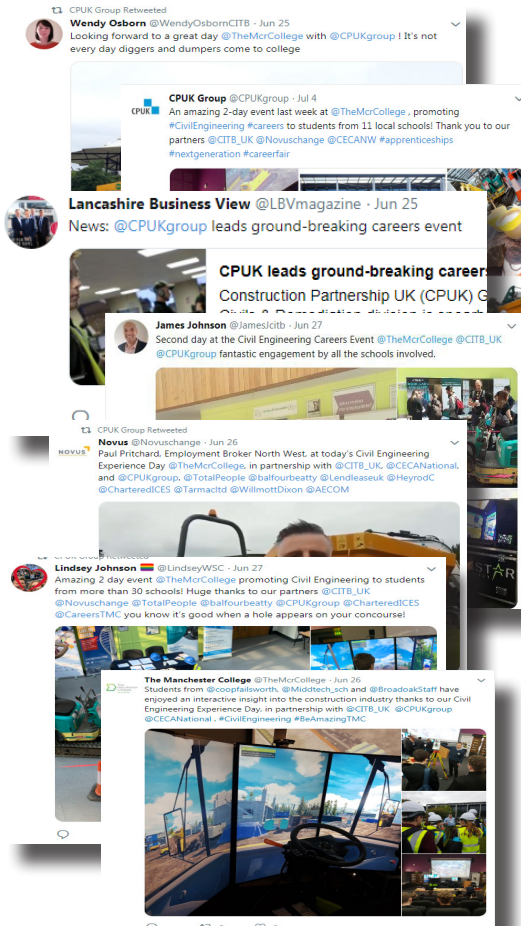 CPUK Group Retweeted
Wendy Osborn @WendyOsbornCITB · Jun 25
Looking forward to a great day @TheMcrCollege with @CPUKgroup ! It's not
every day diggers and dumpers come to college
CPUK
CPUK Group @CPUKgroup · Jul 4
An amazing 2-day event last week at @TheMcrCollege , promoting
#CivilEngineering #careers to students from 11 local schools! Thank you to our
partners @CITB_UK @Novuschange @CECANW #apprenticeships
#nextgeneration #careerfair
Lancashire Business View @LBVmagazine · Jun 25
News: @CPUKgroup leads ground-breaking careers event
CPUK leads ground-breaking careers
Construction Partnership UK (CPUK) G
James Johnson @JamesJcitb · Jun 27
Second day at the Civil Engineering Careers Event @TheMcrCollege @CITB_UK
@CPUKgroup fantastic engagement by all the schools involved.
CPUK Group Retweeted
NOVUS
Novus @Novuschange · Jun 26
Paul Pritchard, Employment Broker North West, at today's Civil Engineering
Experience Day @TheMcrCollege, in partnership with @CITB_UK, @CECANational,
and @CPUKgroup, @TotalPeople @balfourbeatty @Lendleaseuk @HeyrodC
@CharteredICES @Tarmacltd @WillmottDixon @AECOM
STAR
CPUK Group Retweeted
Lindsey Johnson @LindseyWSC · Jun 27
Amazing 2 day event @TheMcrCollege promoting Civil Engineering to students
from more than 30 schools! Huge thanks to our partners @CITB_UK
@Novuschange @TotalPeople @balfourbeatty @CPUKgroup @CharteredICES
@CareersTMC you know it's good when a hole appears on your concourse!
The Manchester College @TheMcrCollege · Jun 26
Students from @coopfailsworth, @Middtech_sch and @BroadoakStaff have
enjoyed an interactive insight into the construction industry thanks to our Civil
Engineering Experience Day, in partnership with @CITB_UK @CPUKgroup
@CECANational . #CivilEngineering #BeAmazingTMC